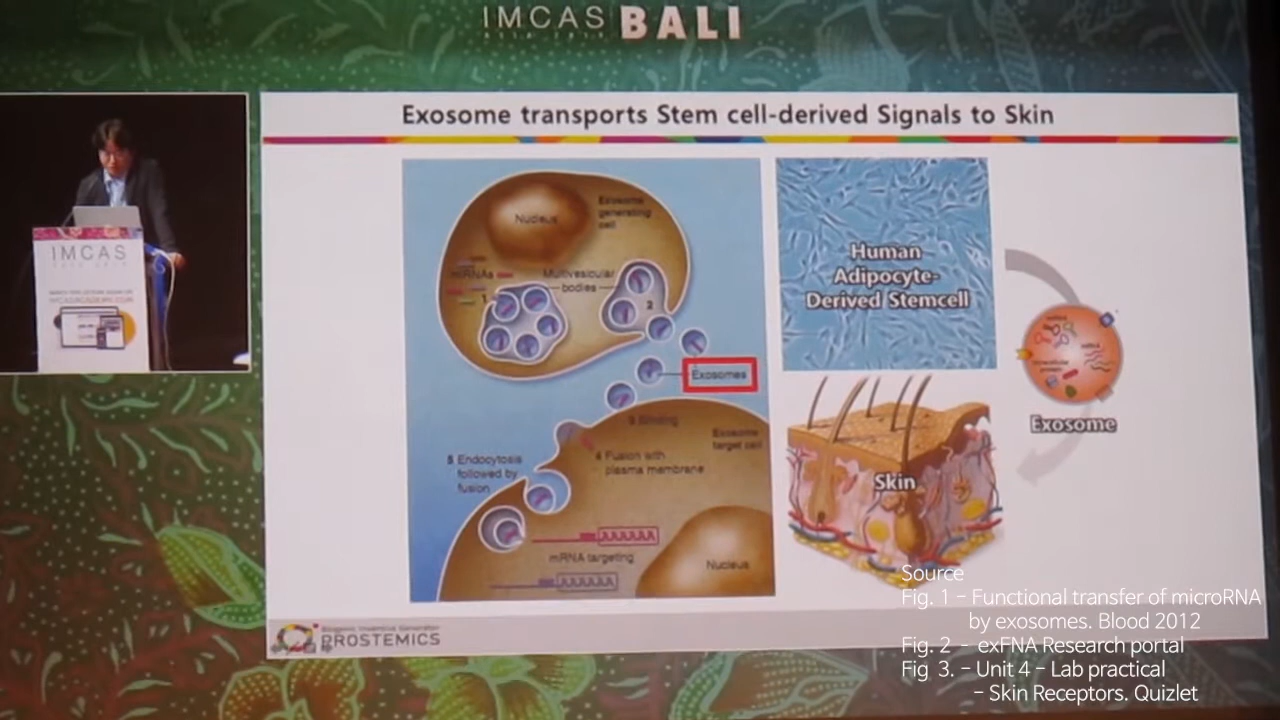 IMCAS BALI
Exosome transports Stem cell-derived Signals to Skin
IMCAS
Nucleus
Exosome
generating
cell
miRNAs
Multivesicular
bodies
1
2
Exosomes
3 Binding
Exosome
target cell
4 Fusion with
plasma membrane
5 Endocytosis
followed by
fusion
mRNA targeting
Nucleus
Human
Adipocyte-
Derived Stemcell
Exosome
Skin
PROSTEMICS
Source
Fig. 1 - Functional transfer of microRNA
by exosomes. Blood 2012
Fig. 2 - exFNA Research portal
Fig 3. - Unit 4 - Lab practical
- Skin Receptors. Quizlet